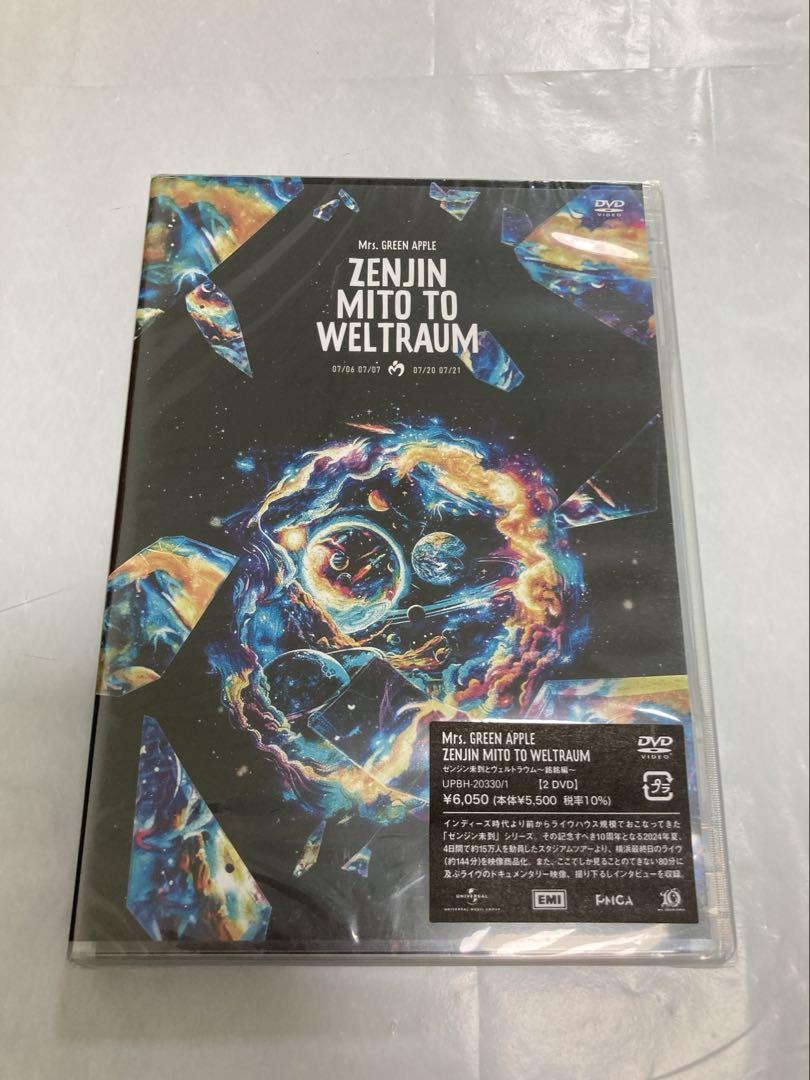 DVD
VIDEO
Mrs. GREEN APPLE
ZENJIN
MITO TO
WELTRAUM
07/06 07/07 07/20 07/21
Mrs. GREEN APPLE
ZENJIN MITO TO WELTRAUM
ゼンジン未到とヴェルトラウム〜銘銘編〜
UPBH-20330/1 【2 DVD】
¥6,050 (本体¥5,500 税率10%)
DVD
VIDEO
インディーズ時代より前からライヴハウス規模でおこなってきた
「ゼンジン未到」シリーズ。その記念すべき10周年となる2024年夏、
4日間で約15万人を動員したスタジアムツアーより、横浜最終日のライヴ
(約144分)を映像商品化。また、ここでしか見ることのできない80分に
及ぶライヴのドキュメンタリー映像、撮り下ろしインタビューを収録。
UNIVERSAL
UNIVERSAL MUSIC GROUP
EMI
PMGA